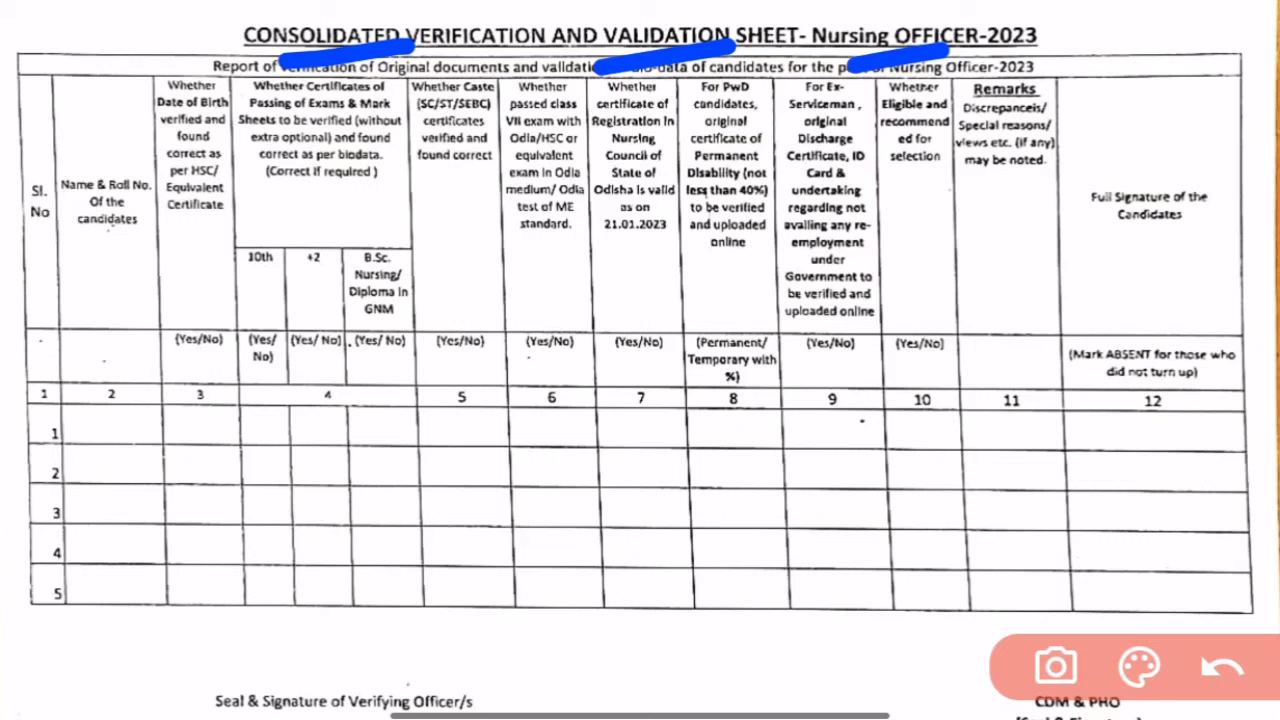 CONSOLIDATED VERIFICATION AND VALIDATION SHEET- Nursing OFFICER-2023
Report of verification of Original documents and validation data of candidates for the Nursing Officer-2023
Sl.
No
Name & Roll No.
Of the
candidates
Whether
Date of Birth
verified and
found
correct as
per HSC/
Equivalent
Certificate
Whether Certificates of
Passing of Exams & Mark
Sheets to be verified (without
extra optional) and found
correct as per biodata.
(Correct if required )
10th
+2
B.Sc.
Nursing/
Diploma in
GNM
Whether Caste
(SC/ST/SEBC)
certificates
verified and
found correct
Whether
passed class
VII exam with
Odia/HSC or
equivalent
exam in Odia
medium/ Odia
test of ME
standard.
Whether
certificate of
Registration in
Nursing
Council of
State of
Odisha is valid
as on
21.01.2023
For PwD
candidates,
original
certificate of
Permanent
Disability (not
less than 40%)
to be verified
and uploaded
online
For Ex-
Serviceman ,
original
Discharge
Certificate, ID
Card &
undertaking
regarding not
availing any re-
employment
under
Government to
be verified and
uploaded online
Whether
Eligible and
recommend
ed for
selection
Remarks
Discrepanceis/
Special reasons/
views etc. (if any)
may be noted.
Full Signature of the
Candidates
(Yes/No)
(Yes/
No)
(Yes/ No)
(Yes/ No)
(Yes/No)
(Yes/No)
(Yes/No)
(Permanent/
Temporary with
%)
(Yes/No)
(Yes/No)
(Mark ABSENT for those who
did not turn up)
1 2 3 4 5 6 7 8 9 10 11 12
1
2
3
4
5
Seal & Signature of Verifying Officer/s
CDM & PHO